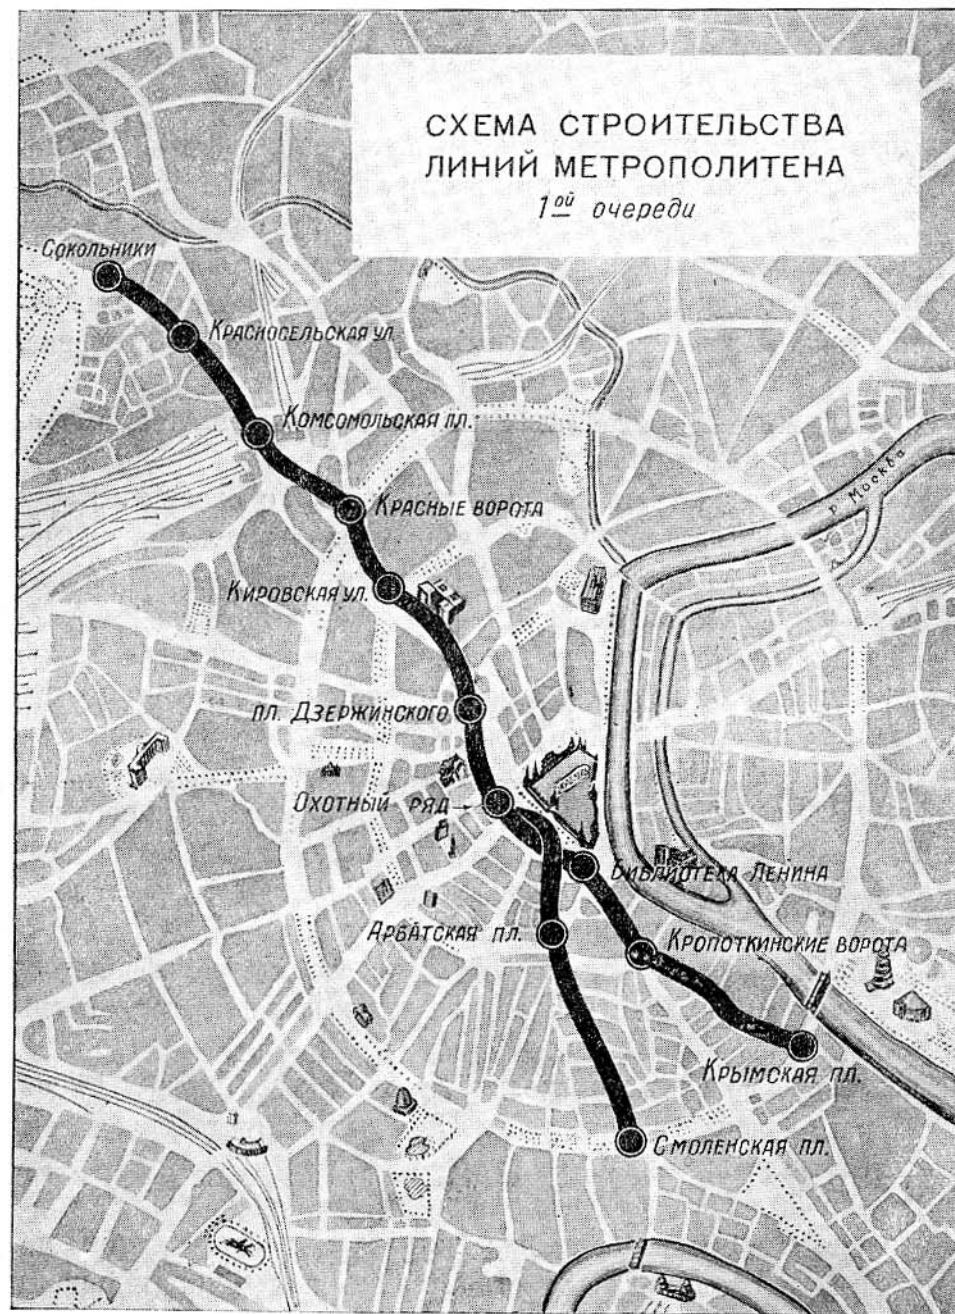 СХЕМА СТРОИТЕЛЬСТВА
ЛИНИЙ МЕТРОПОЛИТЕНА
1ой очереди
Сокольники
Красносельская ул.
Комсомольская пл.
Красные ворота
р. Москва
Кировская ул.
пл. Дзержинского
Охотный ряд
Библиотека Ленина
Арбатская пл.
Кропоткинские ворота
Крымская пл.
Смоленская пл.